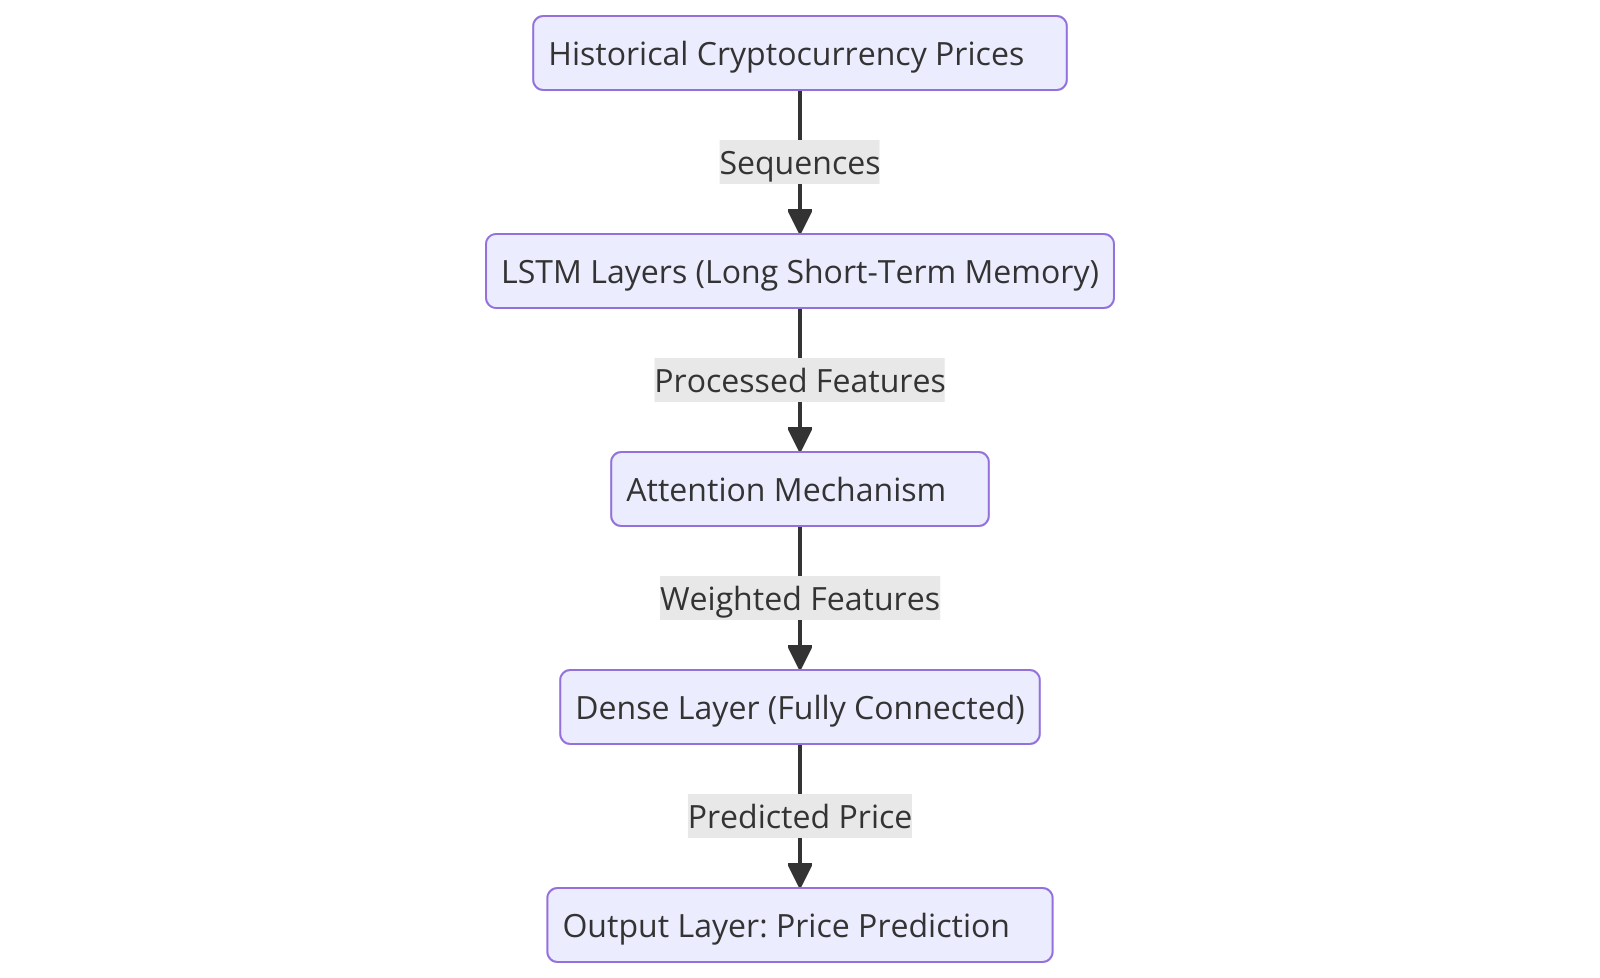 Historical Cryptocurrency Prices
Sequences
LSTM Layers (Long Short-Term Memory)
Processed Features
Attention Mechanism
Weighted Features
Dense Layer (Fully Connected)
Predicted Price
Output Layer: Price Prediction